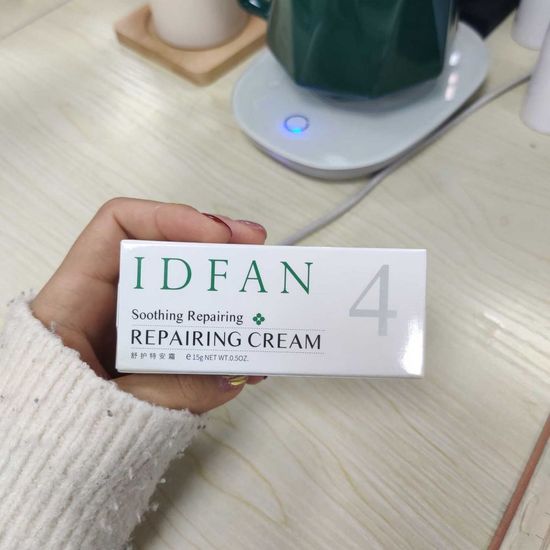 IDFAN
4
Soothing Repairing
REPAIRING CREAM
舒护特安霜 ℮15g NET WT.0.5OZ.